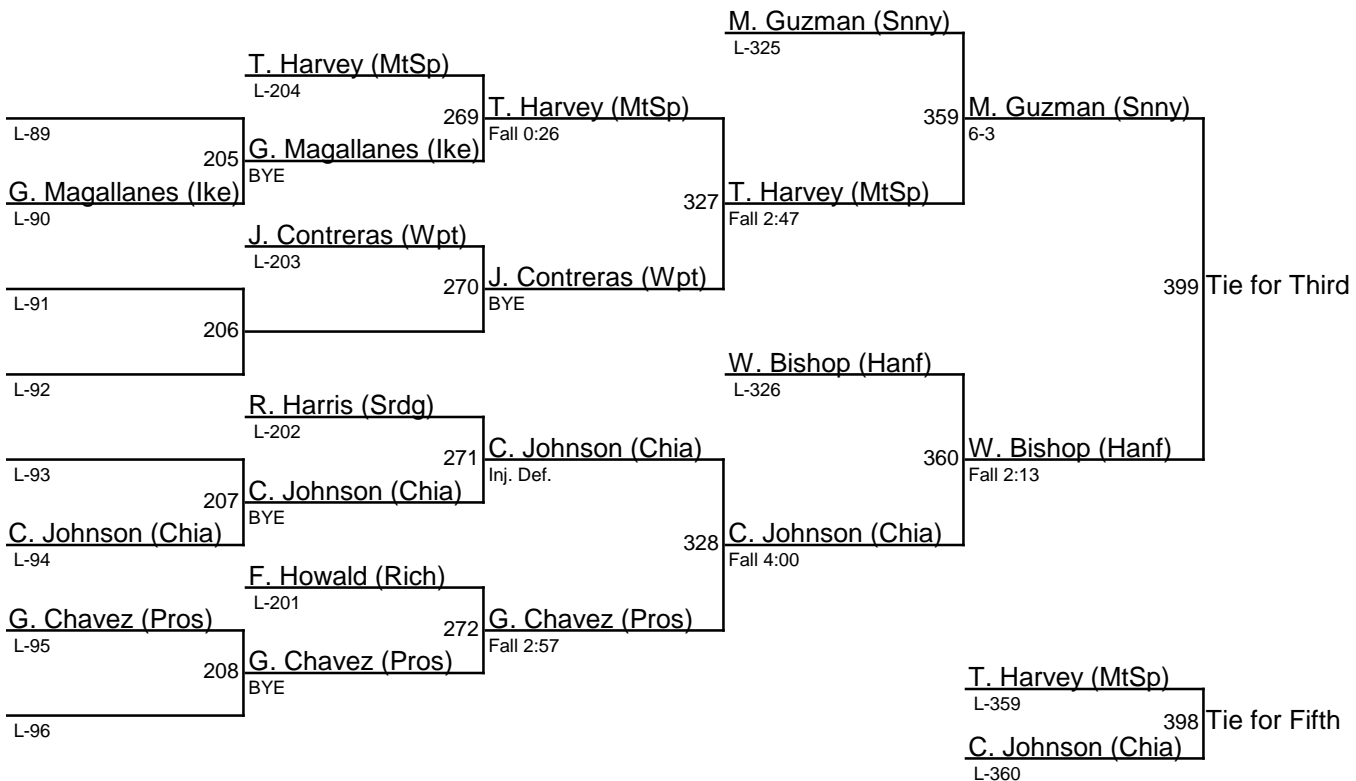 M. Guzman (Snny)
L-325
T. Harvey (MtSp)
L-204
269 T. Harvey (MtSp)
Fall 0:26
359 M. Guzman (Snny)
6-3
L-89
205 G. Magallanes (Ike)
BYE
G. Magallanes (Ike)
L-90
327 T. Harvey (MtSp)
Fall 2:47
J. Contreras (Wpt)
L-203
270 J. Contreras (Wpt)
BYE
L-91
399 Tie for Third
206
L-92
W. Bishop (Hanf)
L-326
R. Harris (Srdg)
L-202
271 C. Johnson (Chia)
Inj. Def.
360 W. Bishop (Hanf)
Fall 2:13
L-93
207 C. Johnson (Chia)
BYE
C. Johnson (Chia)
L-94
328 C. Johnson (Chia)
Fall 4:00
F. Howald (Rich)
L-201
G. Chavez (Pros)
L-95
272 G. Chavez (Pros)
Fall 2:57
208 G. Chavez (Pros)
BYE
L-96
T. Harvey (MtSp)
L-359
398 Tie for Fifth
C. Johnson (Chia)
L-360